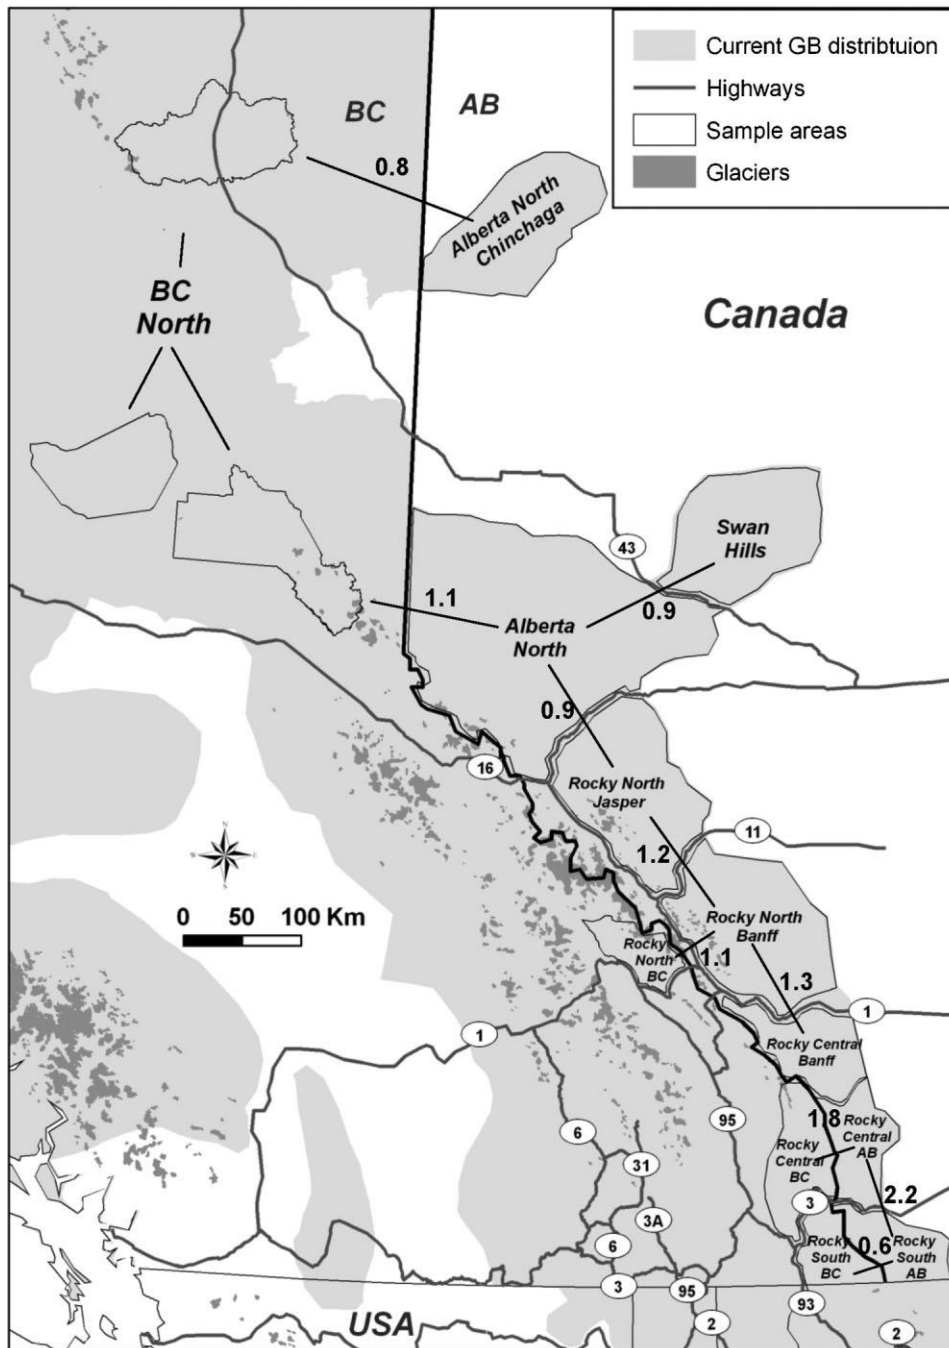 Current GB distribtuion
Highways
Sample areas
Glaciers
BC
AB
0.8
Alberta North
Chinchaga
BC
North
Canada
Swan
Hills
43
1.1
0.9
Alberta
North
0.9
16
Rocky North
Jasper
11
1.2
N
W
E
S
0 50 100 Km
Rocky North
Banff
Rocky
North
BC
1.1
1.3
1
1
Rocky Central
Banff
1.8
Rocky
Central
AB
Rocky
Central
BC
95
6
31
2.2
3
3A
6
Rocky
South
BC
0.6
Rocky
South
AB
3
95
93
USA
2
2